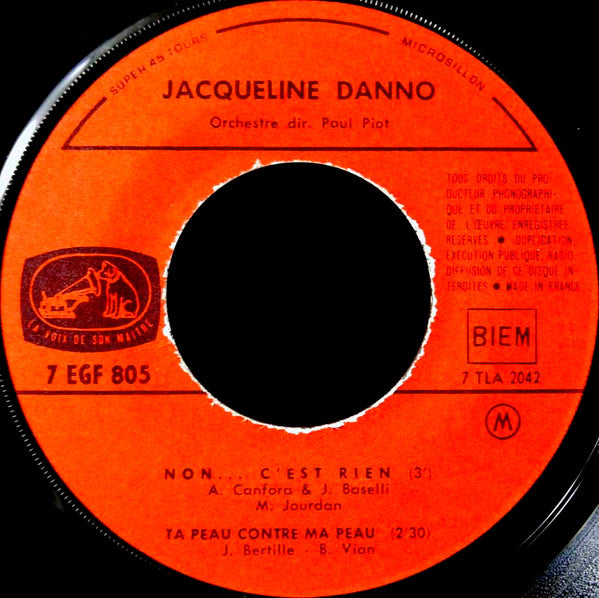 SUPER 45 TOURS
MICROSILLON
JACQUELINE DANNO
Orchestre dir. Paul Piot
TOUS DROITS DU PRO-
DUCTEUR PHONOGRAPHI-
QUE ET DU PROPRIÉTAIRE
DE L'ŒUVRE ENREGISTRÉE
RÉSERVÉS ● DUPLICATION,
EXÉCUTION PUBLIQUE, RADIO
DIFFUSION DE CE DISQUE IN-
TERDITES ● MADE IN FRANCE
LA VOIX DE SON MAÎTRE
7 EGF 805
BIEM
7 TLA 2042
M
NON... C'EST RIEN (3')
A. Canfora & J. Baselli
M. Jourdan
TA PEAU CONTRE MA PEAU (2'30)
J. Bertille - B. Vian